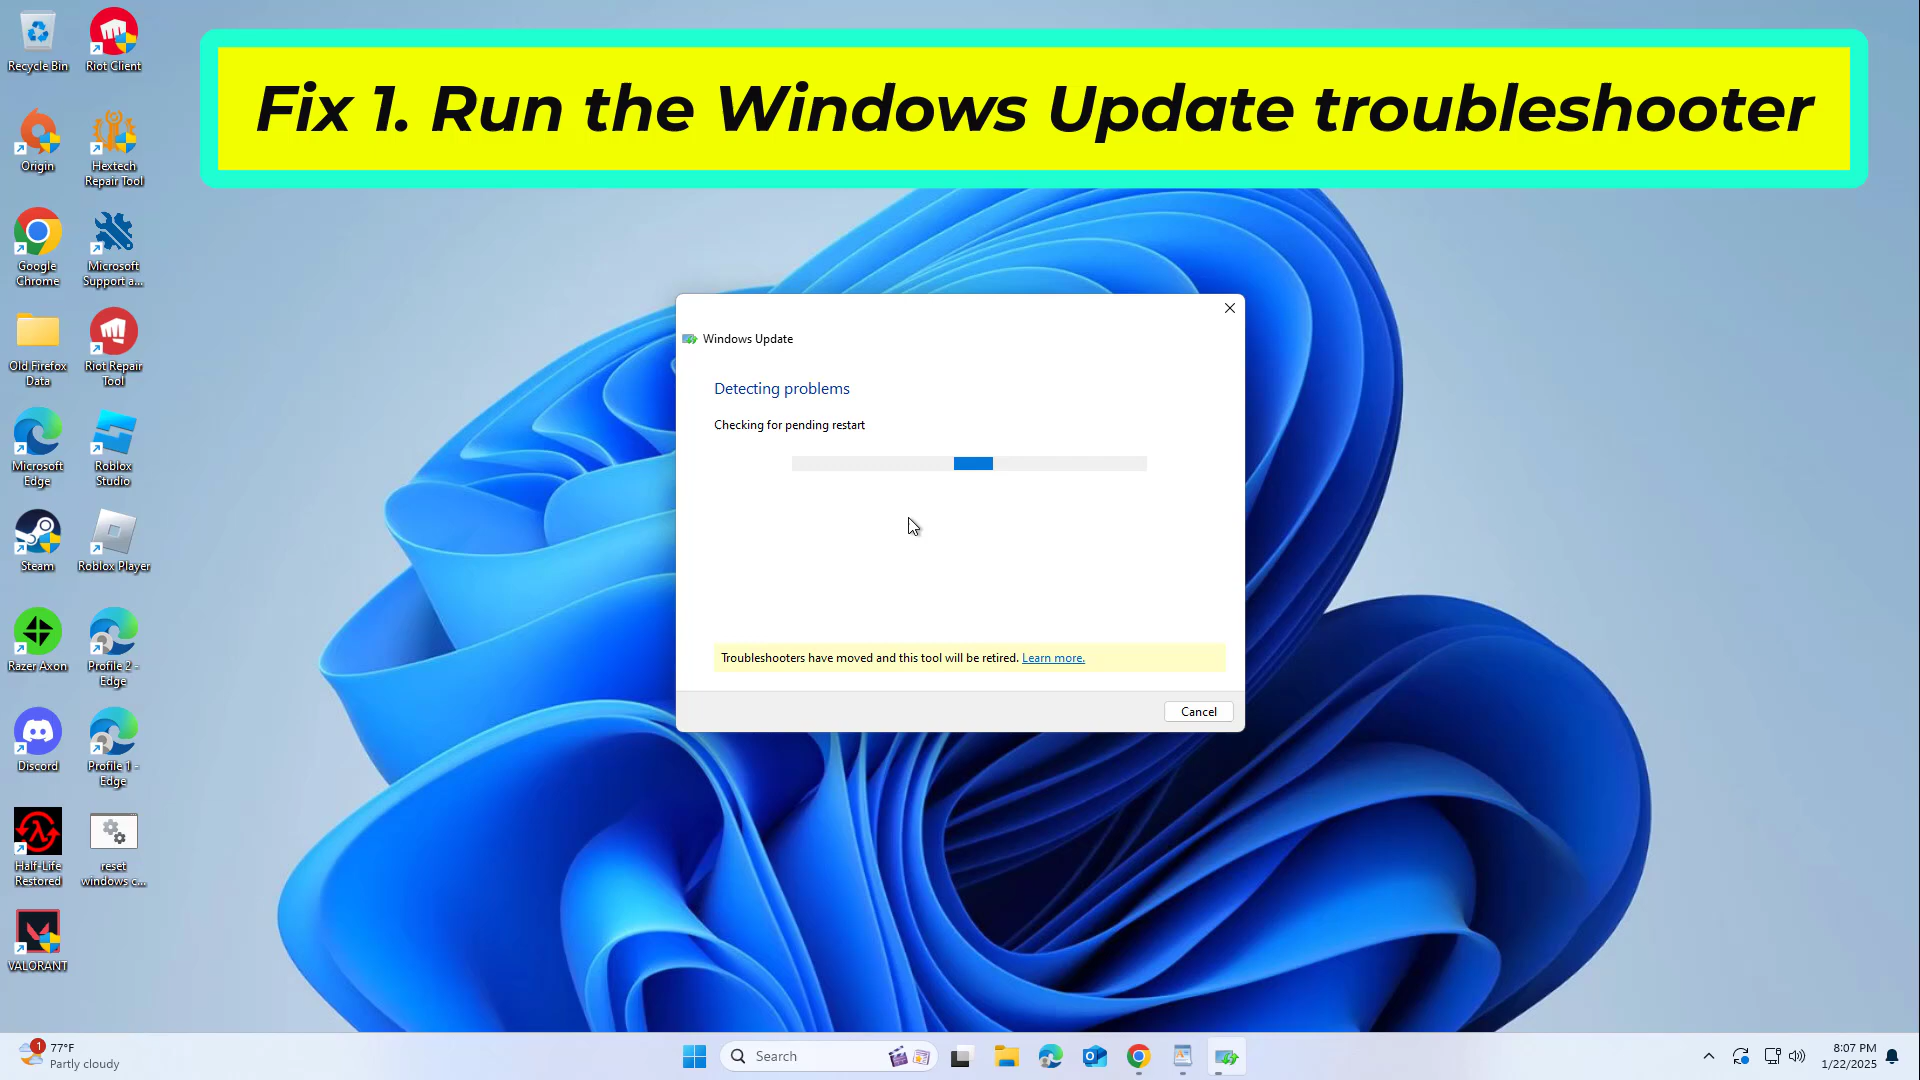 Fix 1. Run the Windows Update troubleshooter
Recycle Bin
Riot Client
Origin
Hextech
Repair Tool
Google
Chrome
Microsoft
Support a...
Old Firefox
Data
Riot Repair
Tool
Microsoft
Edge
Roblox
Studio
Steam
Roblox Player
Razer Axon
Profile 2 -
Edge
Discord
Profile 1 -
Edge
Half-Life
Restored
reset
windows c...
VALORANT
Windows Update
Detecting problems
Checking for pending restart
Troubleshooters have moved and this tool will be retired. Learn more.
Cancel
1
77°F
Partly cloudy
Search
8:07 PM
1/22/2025